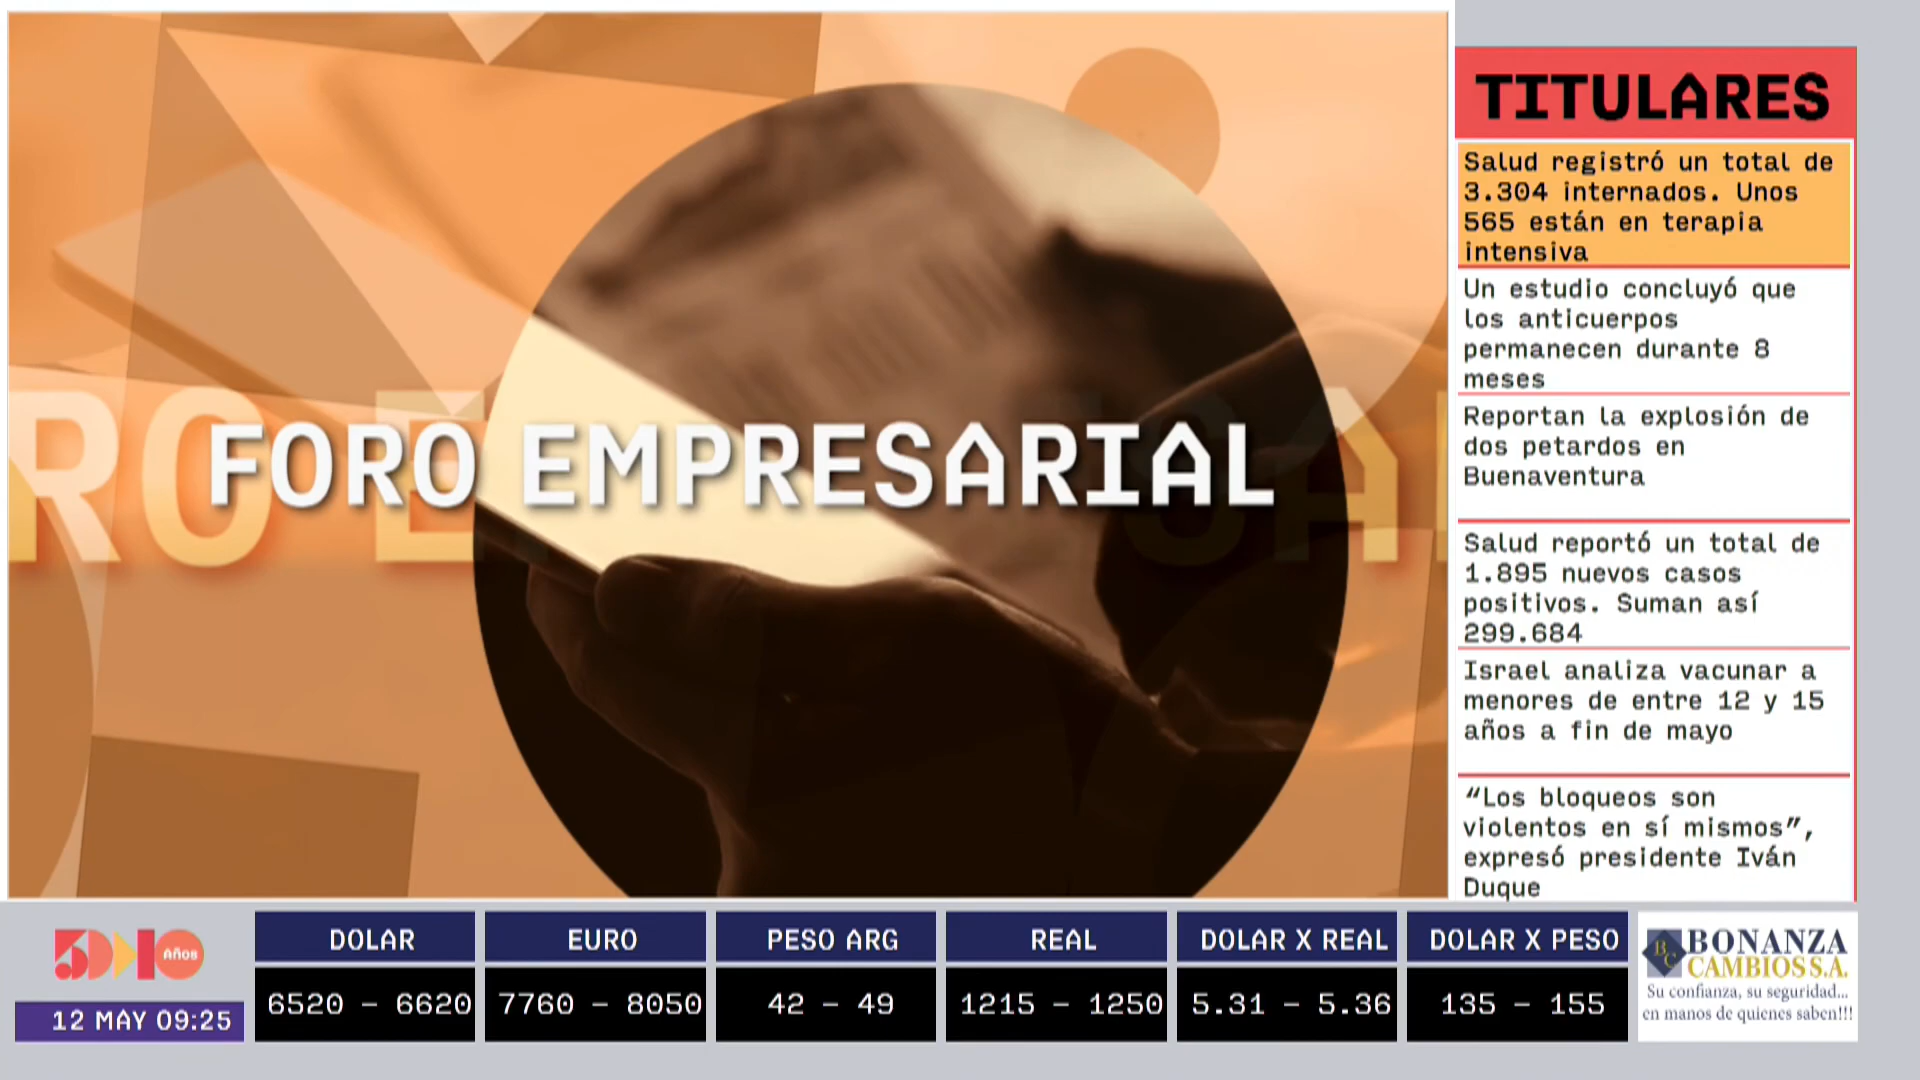 FORO EMPRESARIAL
TITULARES
Salud registró un total de
3.304 internados. Unos
565 están en terapia
intensiva
Un estudio concluyó que
los anticuerpos
permanecen durante 8
meses
Reportan la explosión de
dos petardos en
Buenaventura
Salud reportó un total de
1.895 nuevos casos
positivos. Suman así
299.684
Israel analiza vacunar a
menores de entre 12 y 15
años a fin de mayo
“Los bloqueos son
violentos en sí mismos”,
expresó presidente Iván
Duque
Años
12 MAY 09:25
DOLAR
6520 - 6620
EURO
7760 - 8050
PESO ARG
42 - 49
REAL
1215 - 1250
DOLAR X REAL
5.31 - 5.36
DOLAR X PESO
135 - 155
BC
BONANZA
CAMBIOS S.A.
Su confianza, su seguridad...
en manos de quienes saben!!!